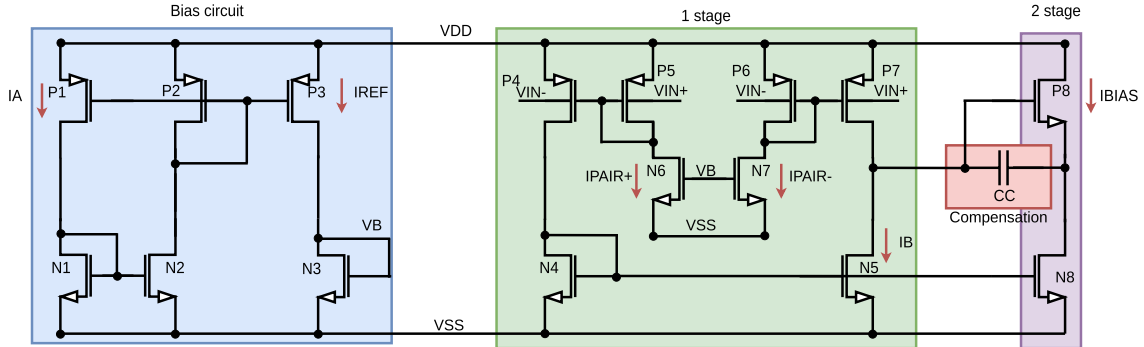 Bias circuit
1 stage
2 stage
VDD
IA
P1
P2
P3
IREF
P4
VIN-
P5
VIN+
P6
VIN-
P7
VIN+
P8
IBIAS
IPAIR+
N6
VB
N7
IPAIR-
CC
Compensation
VB
VSS
IB
N1
N2
N3
N4
N5
N8
VSS